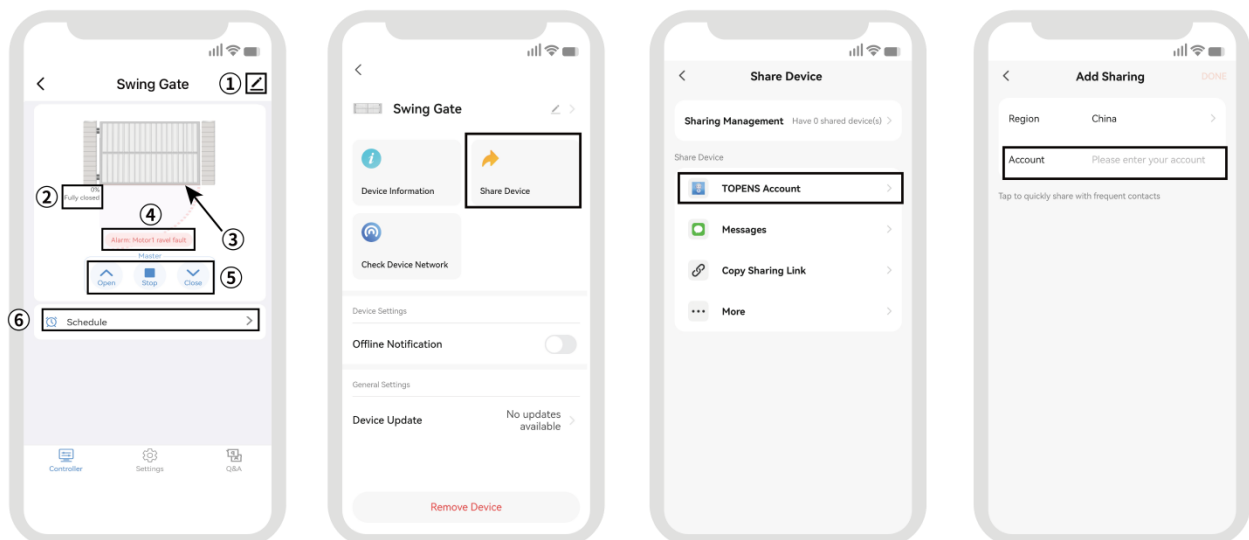 Swing Gate
①
②
0%
Fully closed
③
④
Alarm: Motor1 ravel fault
Master
Open
Stop
Close
⑤
⑥
Schedule
Controller
Settings
Q&A
Swing Gate
Device Information
Share Device
Check Device Network
Device Settings
Offline Notification
General Settings
Device Update
No updates
available
Remove Device
Share Device
Sharing Management Have 0 shared device(s)
Share Device
TOPENS Account
Messages
Copy Sharing Link
More
Add Sharing
DONE
Region China
Account Please enter your account
Tap to quickly share with frequent contacts